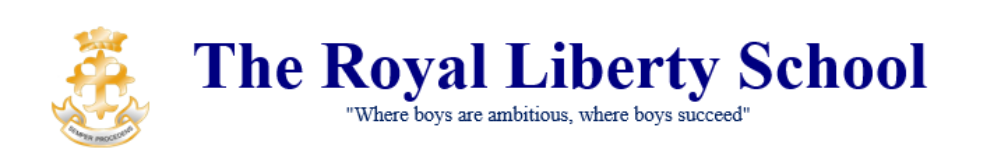 The Royal Liberty School
"Where boys are ambitious, where boys succeed"
SEMPER PROCEDENS